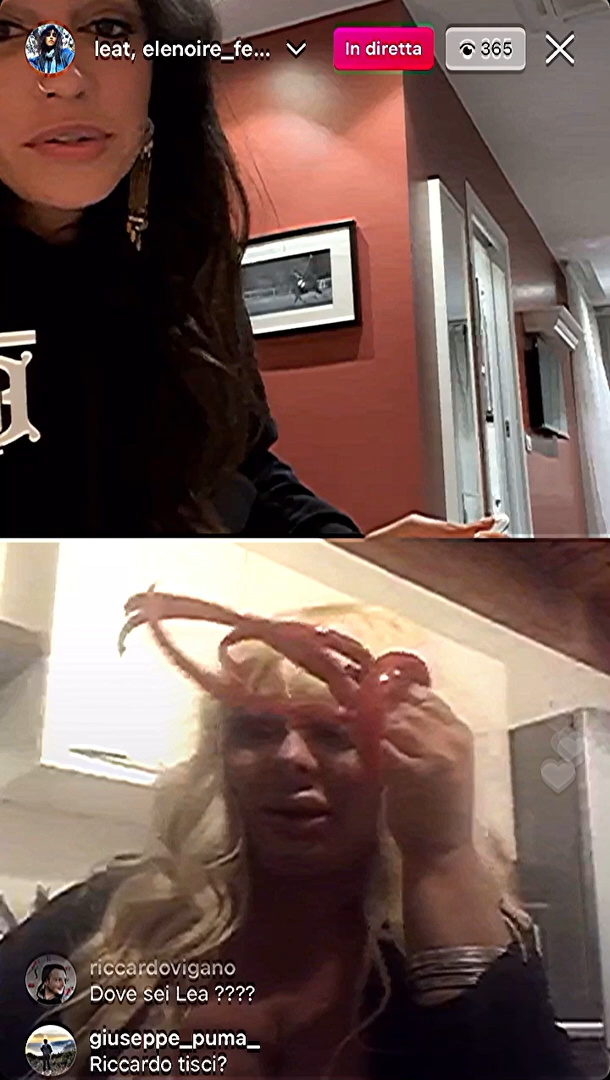 leat, elenoire_fe...
In diretta
365
riccardovigano
Dove sei Lea ????
giuseppe_puma_
Riccardo tisci?